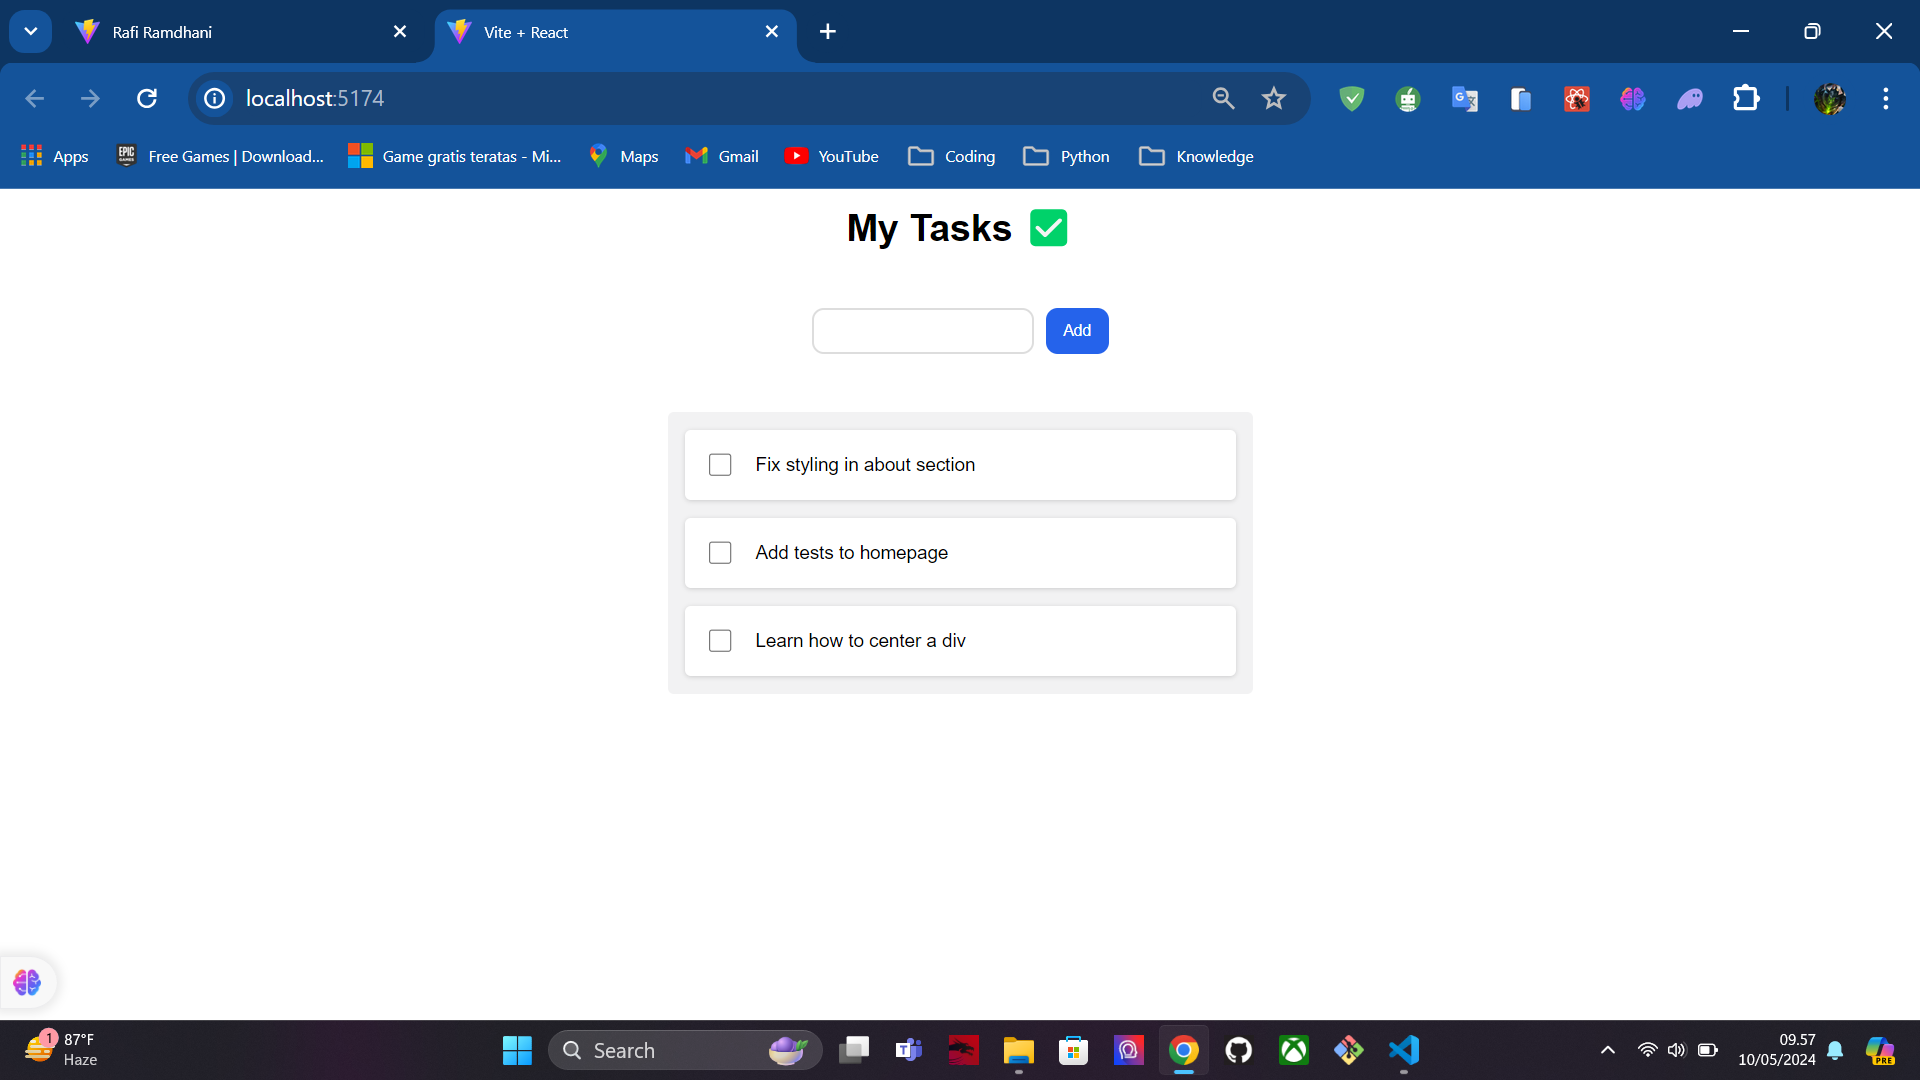 Rafi Ramdhani
Vite + React
localhost:5174
Apps
EPIC GAMES
Free Games | Download...
Game gratis teratas - Mi...
Maps
Gmail
YouTube
Coding
Python
Knowledge
My Tasks ✅
Add
Fix styling in about section
Add tests to homepage
Learn how to center a div
1
87°F
Haze
Search
09.57
10/05/2024
PRE